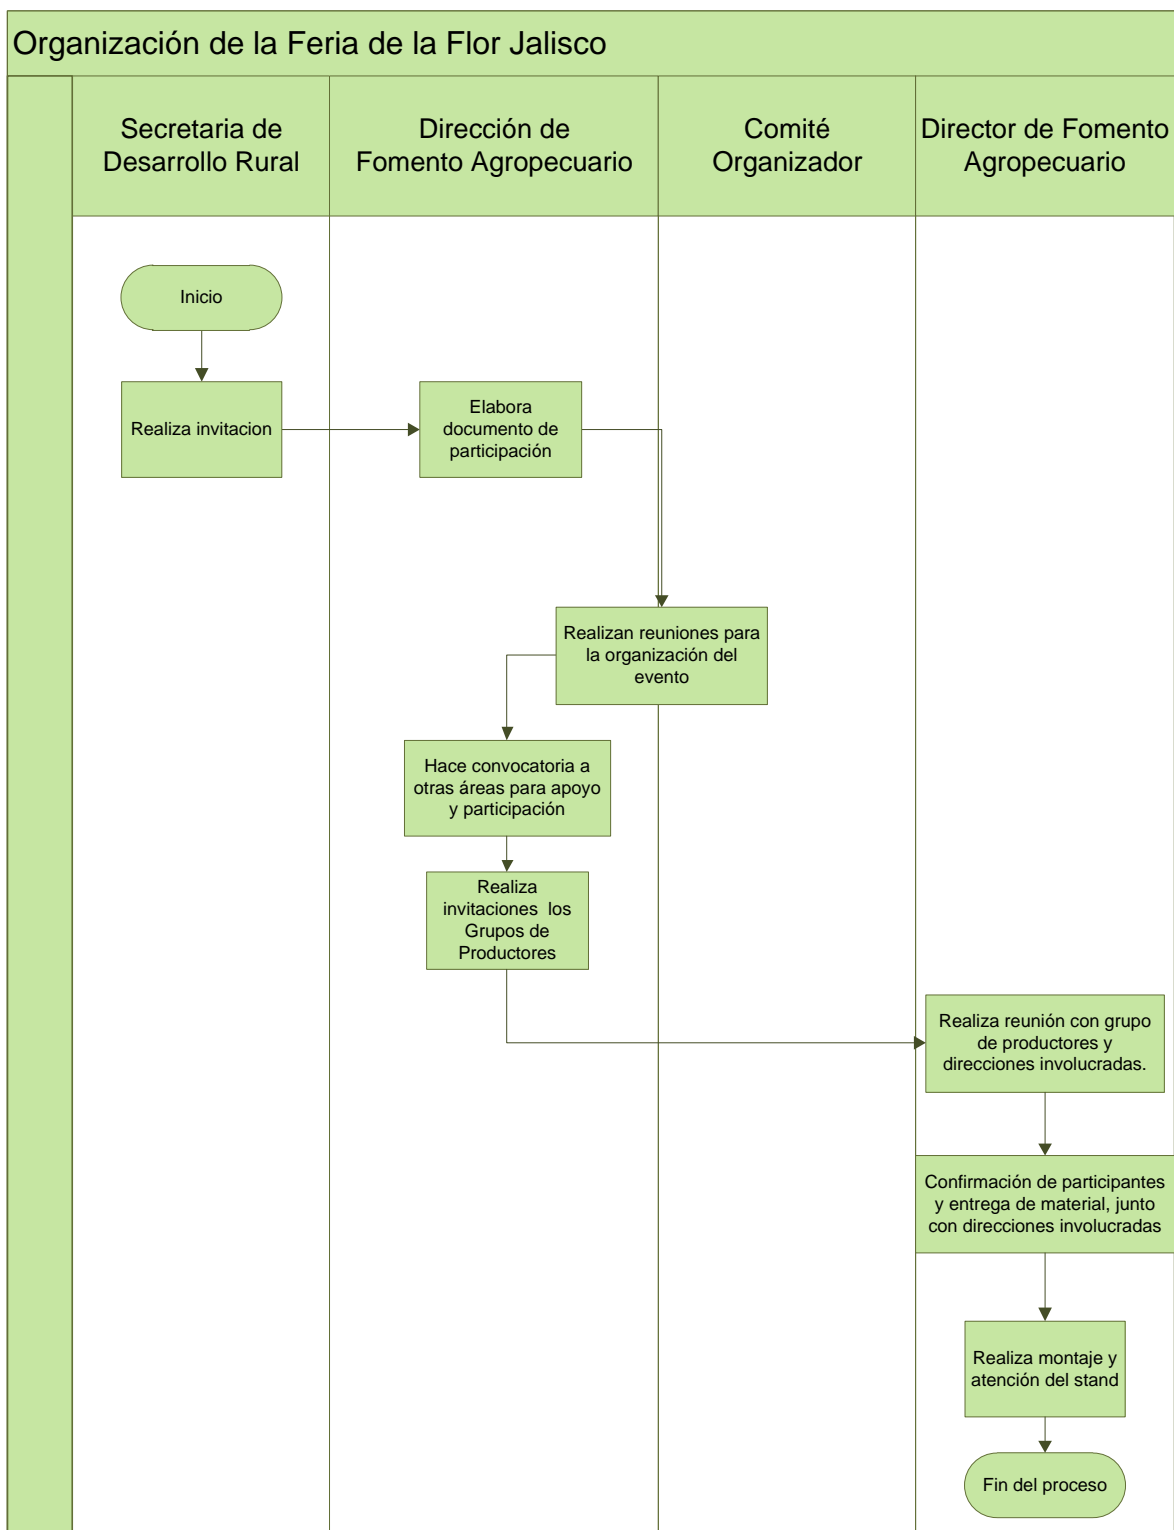 Organización de la Feria de la Flor Jalisco
Secretaria de
Desarrollo Rural
Dirección de
Fomento Agropecuario
Comité
Organizador
Director de Fomento
Agropecuario
Inicio
Realiza invitacion
Elabora
documento de
participación
Realizan reuniones para
la organización del
evento
Hace convocatoria a
otras áreas para apoyo
y participación
Realiza
invitaciones  los
Grupos de
Productores
Realiza reunión con grupo
de productores y
direcciones involucradas.
Confirmación de participantes
y entrega de material, junto
con direcciones involucradas
Realiza montaje y
atención del stand
Fin del proceso